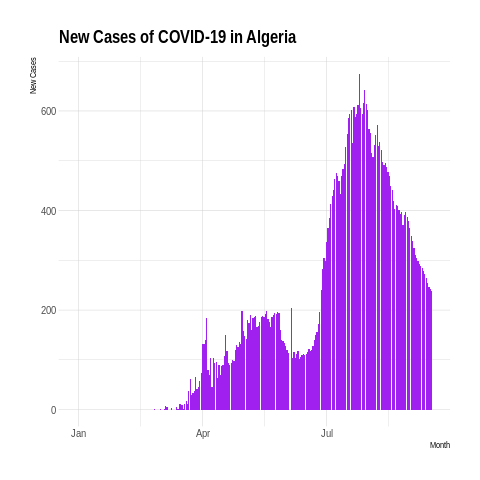 New Cases of COVID-19 in Algeria
New Cases
600
400
200
0
Jan
Apr
Jul
Month